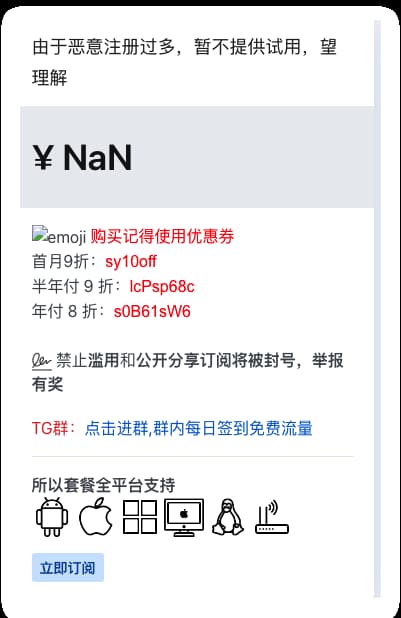 由于恶意注册过多，暂不提供试用，望
理解
¥ NaN
emoji 购买记得使用优惠券
首月9折：sy10off
半年付 9 折：lcPsp68c
年付 8 折：s0B61sW6
禁止滥用和公开分享订阅将被封号，举报
有奖
TG群：点击进群,群内每日签到免费流量
所以套餐全平台支持
立即订阅